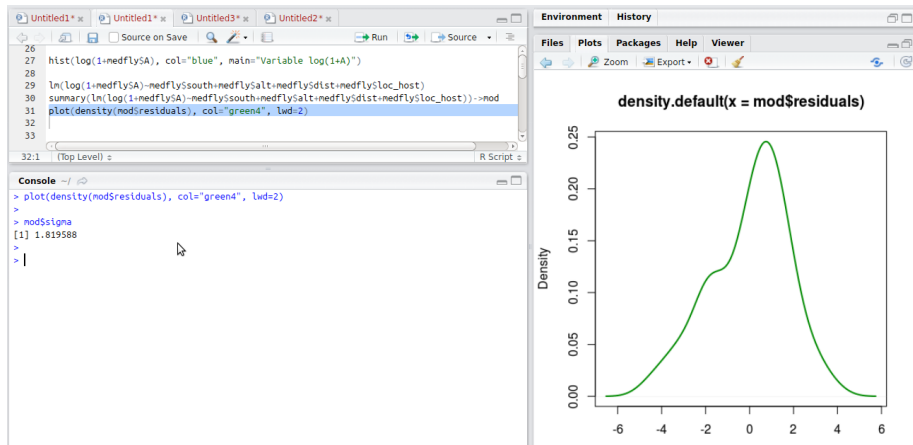 Untitled1* × Untitled1* × Untitled3* × Untitled2* ×
Source on Save Run Source
26
27 hist(log(1+medfly$A), col="blue", main="Variable log(1+A)")
28
29 lm(log(1+medfly$A)~medfly$south+medfly$alt+medfly$dist+medfly$loc_host)
30 summary(lm(log(1+medfly$A)~medfly$south+medfly$alt+medfly$dist+medfly$loc_host))->mod
31 plot(density(mod$residuals), col="green4", lwd=2)
32
33
32:1 (Top Level) R Script
Console ~/
> plot(density(mod$residuals), col="green4", lwd=2)
>
> mod$sigma
[1] 1.819588
>
>
Environment History
Files Plots Packages Help Viewer
Zoom Export
density.default(x = mod$residuals)
Density
0.25
0.20
0.15
0.10
0.05
0.00
-6 -4 -2 0 2 4 6